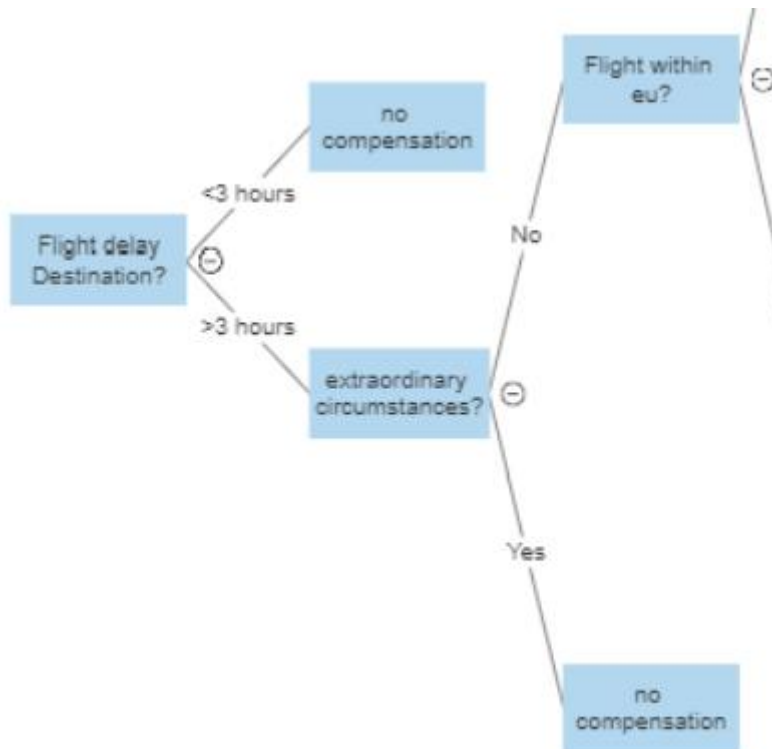 Flight within
eu?
no
compensation
<3 hours
Flight delay
Destination?
No
>3 hours
extraordinary
circumstances?
Yes
no
compensation